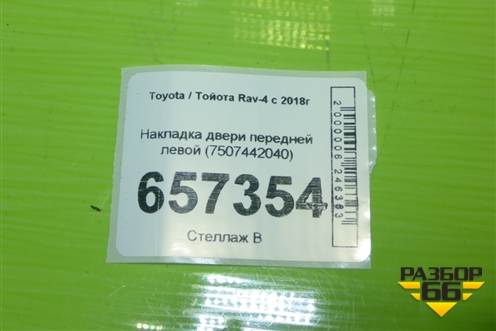 Toyota / Тойота Rav-4 с 2018г
Накладка двери передней
левой (7507442040)
657354
Стеллаж В
2000006246383
РАЗБОР
66